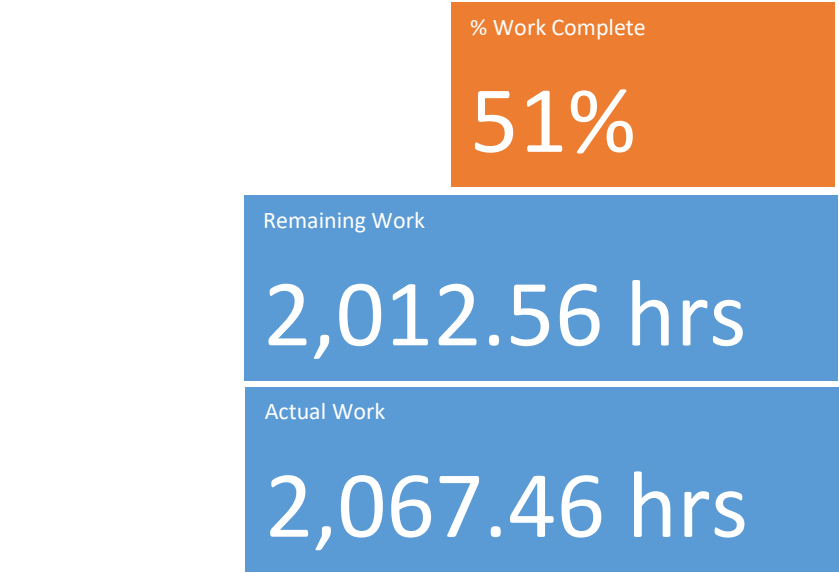 % Work Complete
51%
Remaining Work
2,012.56 hrs
Actual Work
2,067.46 hrs